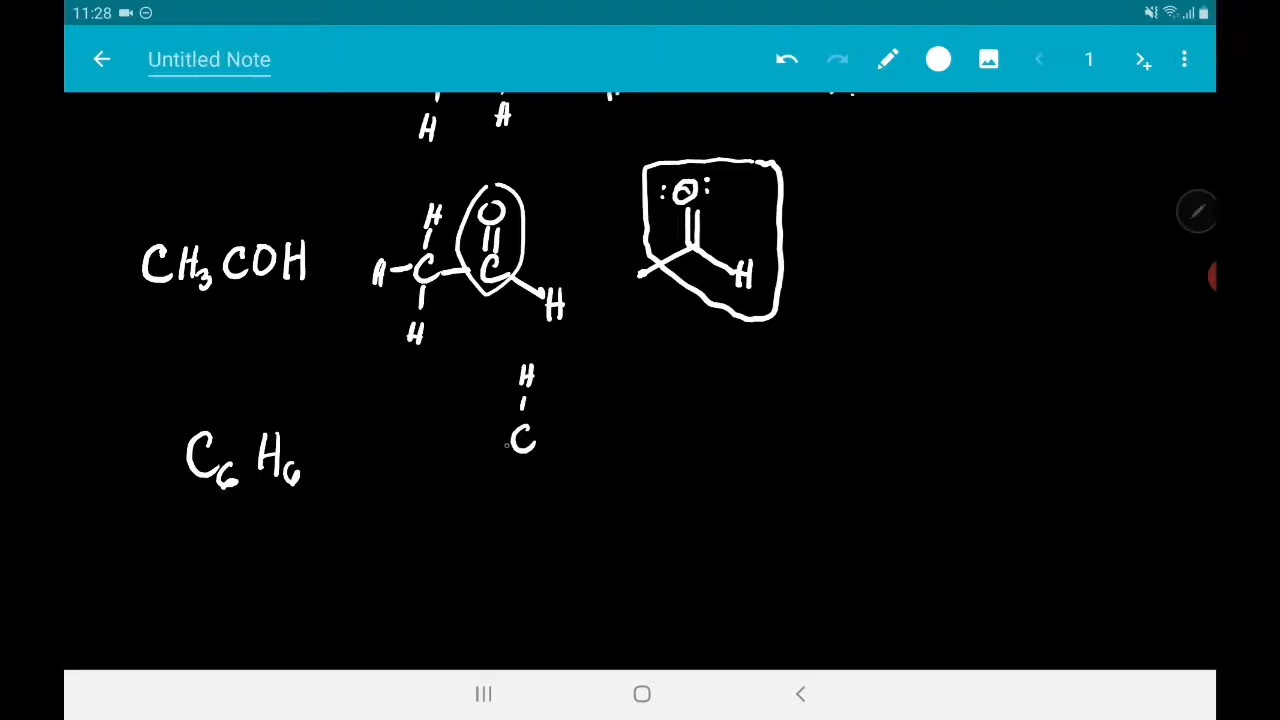 11:28
Untitled Note
1
H H
O
H
CH₃COH H C C H
H
:O:
H
H
C
C₆H₆